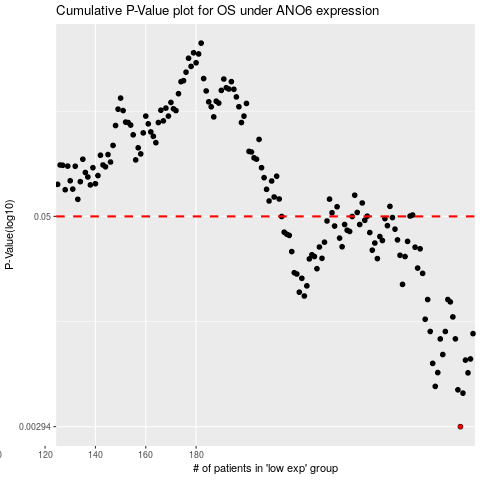 Cumulative P-Value plot for OS under ANO6 expression
P-Value(log10)
0.05
0.00294
0
120
140
160
180
# of patients in 'low exp' group